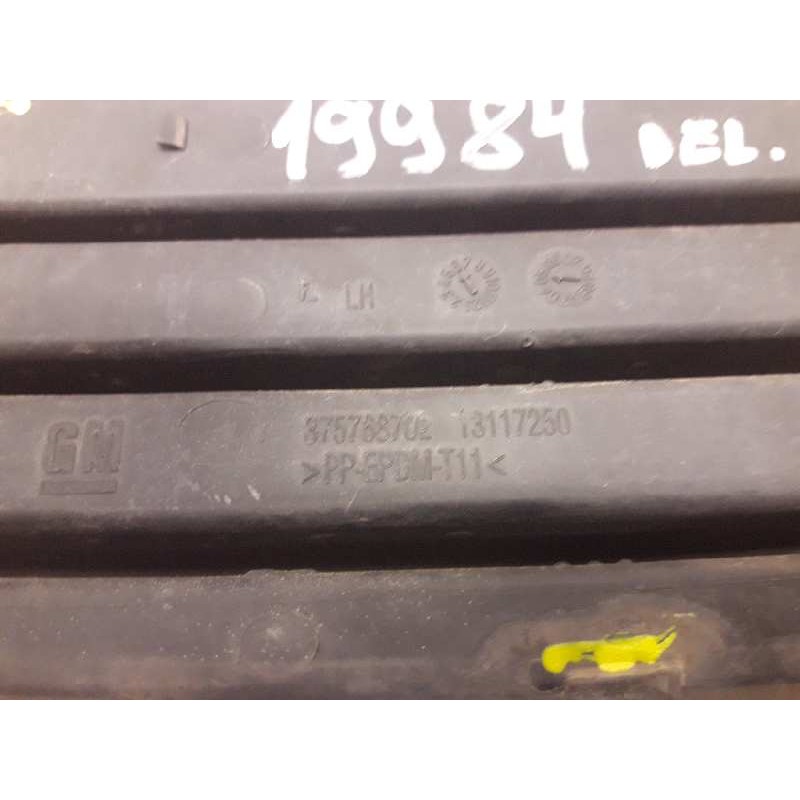 19984 DEL.
LH
GM 375768702 13117250
>PP-EPDM-T11<